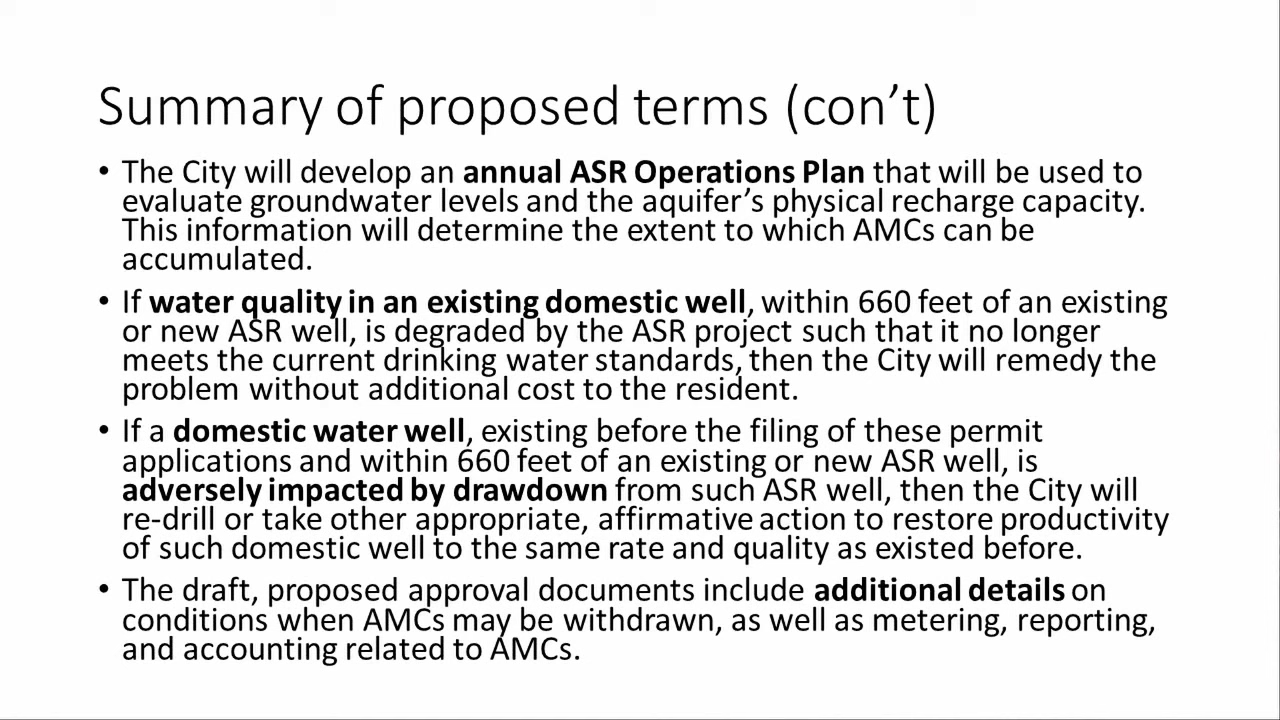 Summary of proposed terms (con’t)
• The City will develop an annual ASR Operations Plan that will be used to
evaluate groundwater levels and the aquifer’s physical recharge capacity.
This information will determine the extent to which AMCs can be
accumulated.
• If water quality in an existing domestic well, within 660 feet of an existing
or new ASR well, is degraded by the ASR project such that it no longer
meets the current drinking water standards, then the City will remedy the
problem without additional cost to the resident.
• If a domestic water well, existing before the filing of these permit
applications and within 660 feet of an existing or new ASR well, is
adversely impacted by drawdown from such ASR well, then the City will
re-drill or take other appropriate, affirmative action to restore productivity
of such domestic well to the same rate and quality as existed before.
• The draft, proposed approval documents include additional details on
conditions when AMCs may be withdrawn, as well as metering, reporting,
and accounting related to AMCs.